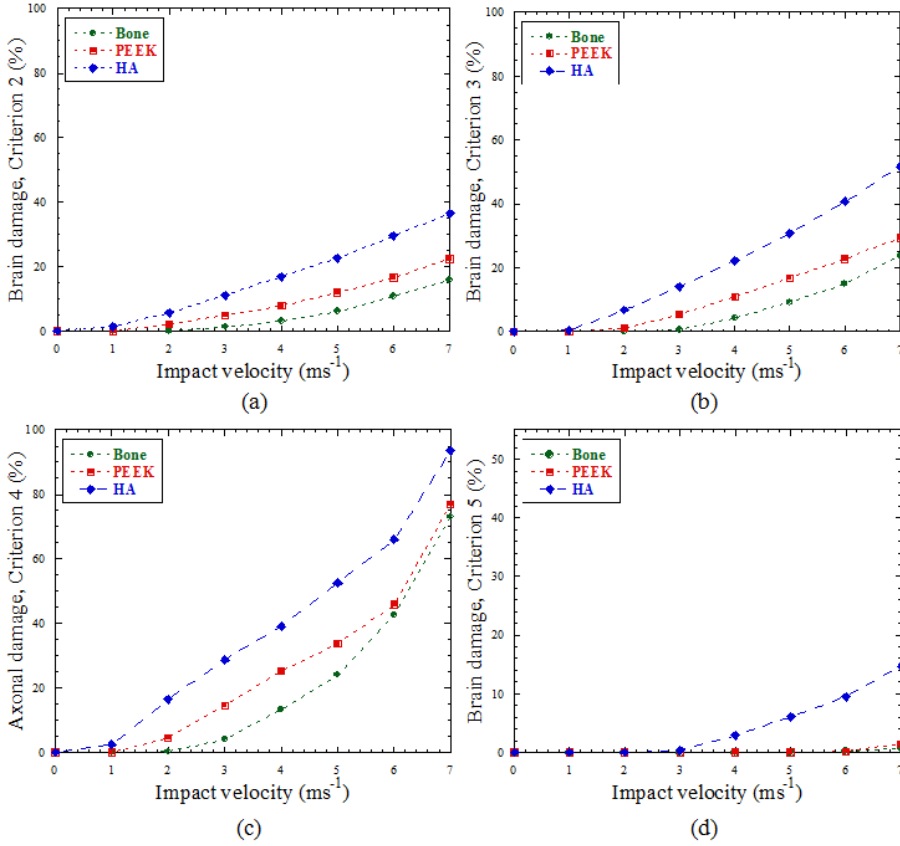 Brain damage, Criterion 2 (%)
100
80
60
40
20
0
Bone
PEEK
HA
0 1 2 3 4 5 6 7
Impact velocity (ms⁻¹)
(a)
Brain damage, Criterion 3 (%)
100
80
60
40
20
0
Bone
PEEK
HA
0 1 2 3 4 5 6 7
Impact velocity (ms⁻¹)
(b)
Axonal damage, Criterion 4 (%)
100
80
60
40
20
0
Bone
PEEK
HA
0 1 2 3 4 5 6 7
Impact velocity (ms⁻¹)
(c)
Brain damage, Criterion 5 (%)
50
40
30
20
10
0
Bone
PEEK
HA
0 1 2 3 4 5 6 7
Impact velocity (ms⁻¹)
(d)